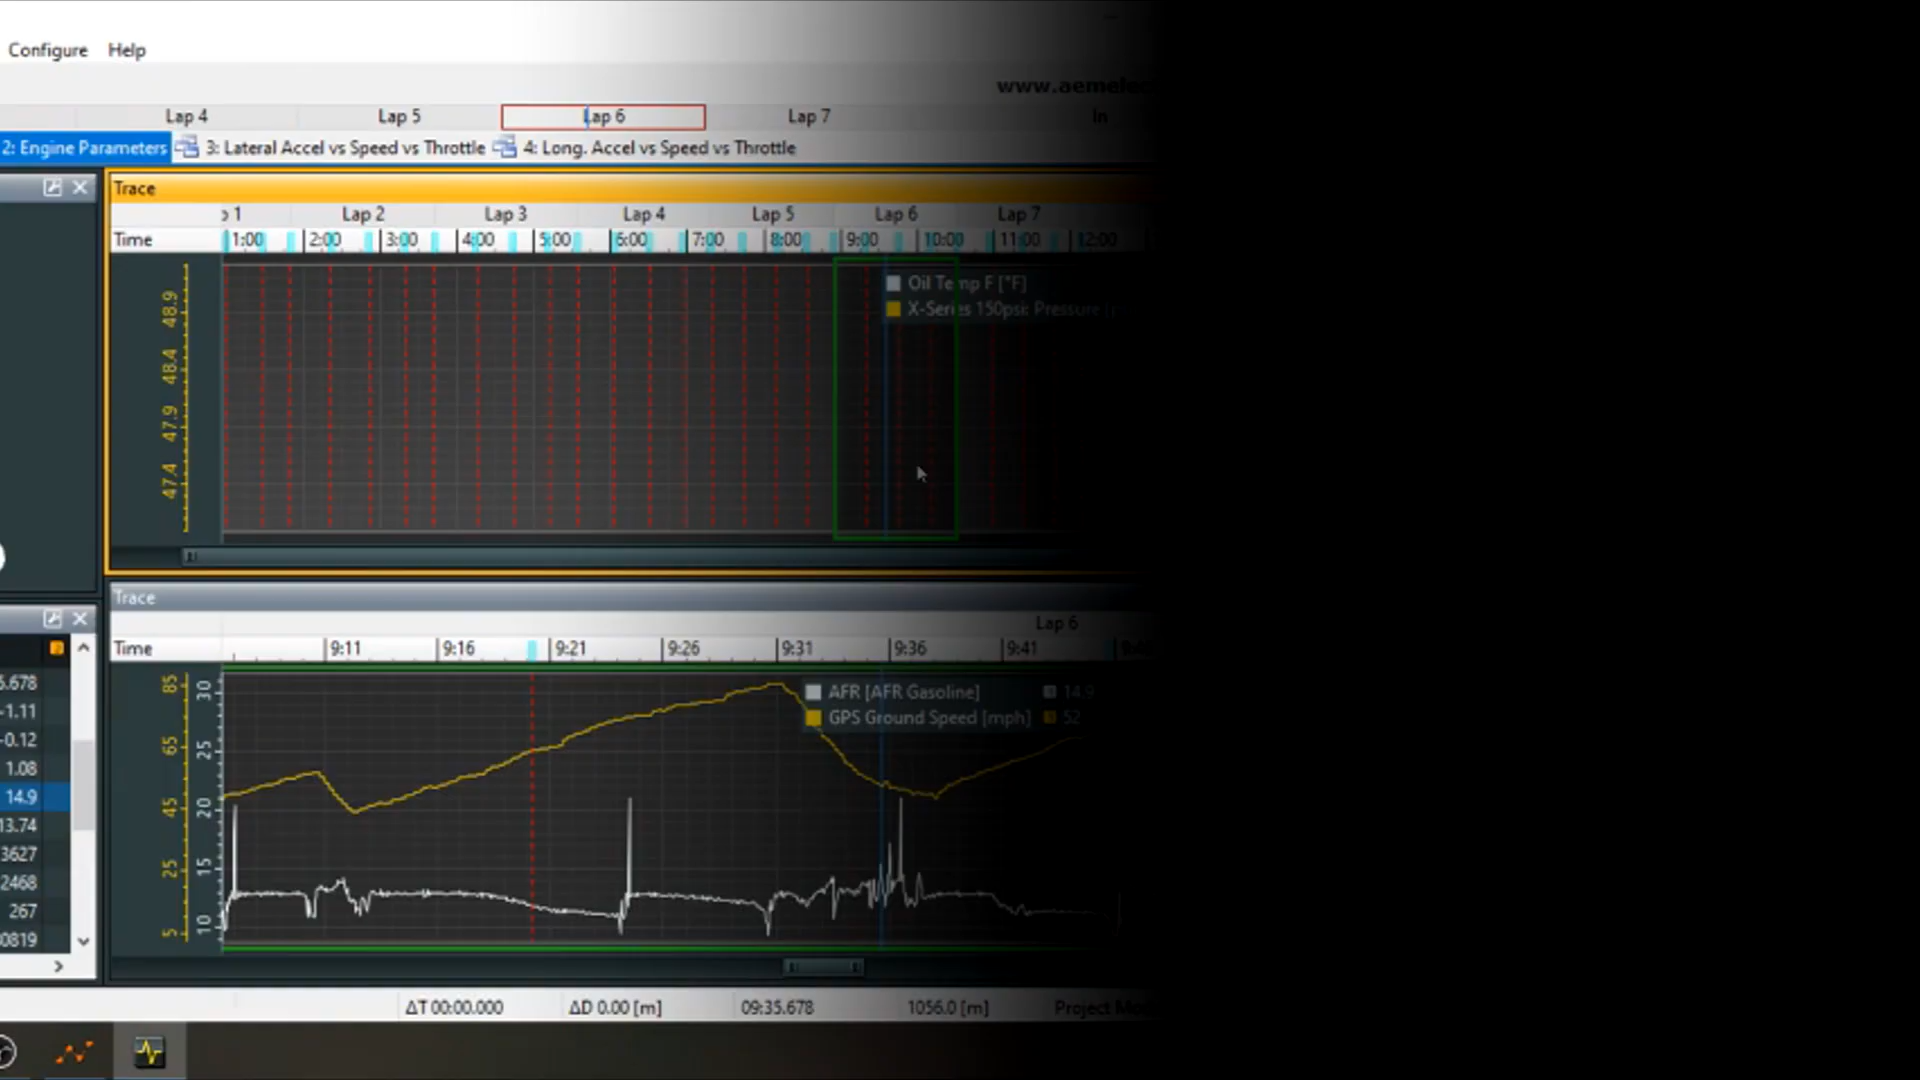 Configure Help
www.aemelec
Lap 4 Lap 5 Lap 6 Lap 7 In
2: Engine Parameters 3: Lateral Accel vs Speed vs Throttle 4: Long. Accel vs Speed vs Throttle
Trace
o 1 Lap 2 Lap 3 Lap 4 Lap 5 Lap 6 Lap 7
Time 1:00 2:00 3:00 4:00 5:00 6:00 7:00 8:00 9:00 10:00 11:00 12:00
Oil Temp F [°F]
X-Series 150psi: Pressure [
48.9
48.4
47.9
47.4
Trace
Lap 6
Time 9:11 9:16 9:21 9:26 9:31 9:36 9:41
AFR [AFR Gasoline] 14.9
GPS Ground Speed [mph] 52
85 30
65 25
45 20
25 15
5 10
5.678
-1.11
-0.12
1.08
14.9
13.74
3627
2468
267
0819
ΔT 00:00.000 ΔD 0.00 [m] 09:35.678 1056.0 [m] Project